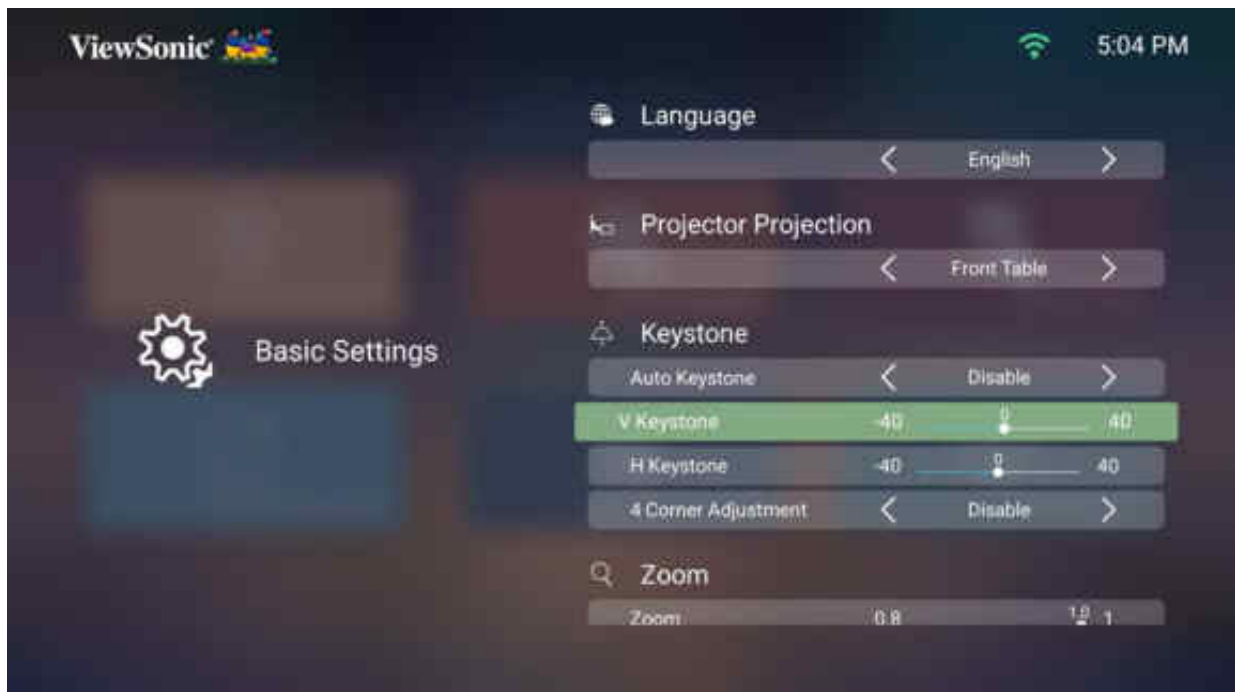 ViewSonic
5:04 PM
Language
English
Projector Projection
Front Table
Basic Settings
Keystone
Auto Keystone Disable
V Keystone -40 0 40
H Keystone -40 0 40
4 Corner Adjustment Disable
Zoom
Zoom 0.8 1.0 1